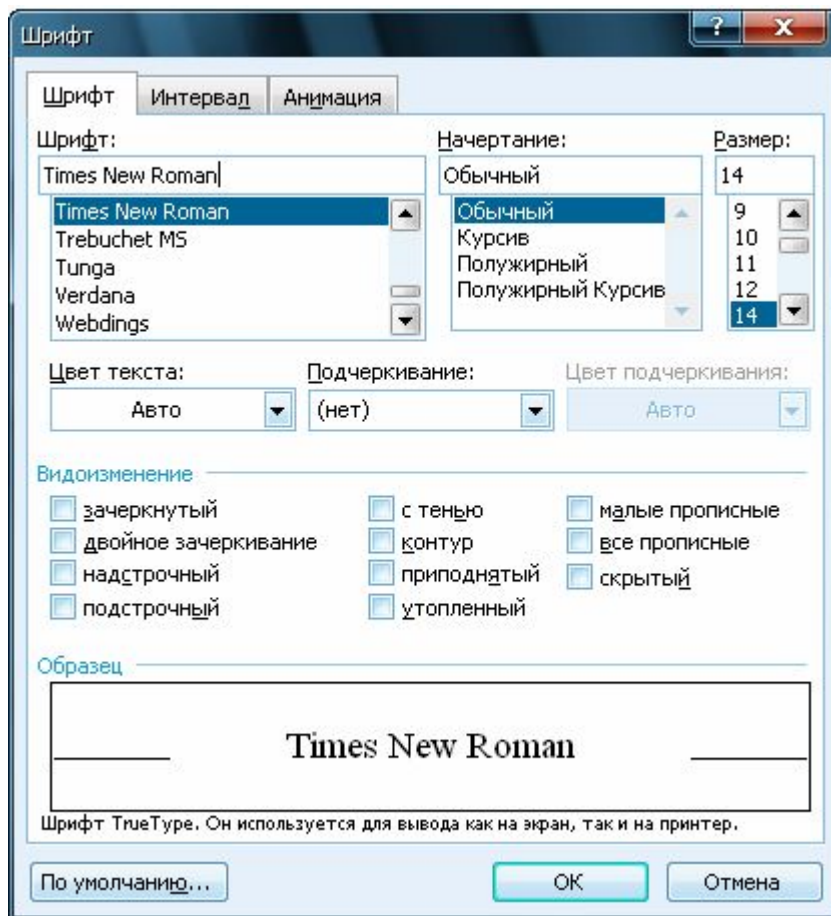 Шрифт
Шрифт Интервал Анимация
Шрифт: Начертание: Размер:
Times New Roman Обычный 14
Times New Roman Обычный 9
Trebuchet MS Курсив 10
Tunga Полужирный 11
Verdana Полужирный Курсив 12
Webdings 14
Цвет текста: Подчеркивание: Цвет подчеркивания:
Авто (нет) Авто
Видоизменение
зачеркнутый с тенью малые прописные
двойное зачеркивание контур все прописные
надстрочный приподнятый скрытый
подстрочный утопленный
Образец
Times New Roman
Шрифт TrueType. Он используется для вывода как на экран, так и на принтер.
По умолчанию... ОК Отмена